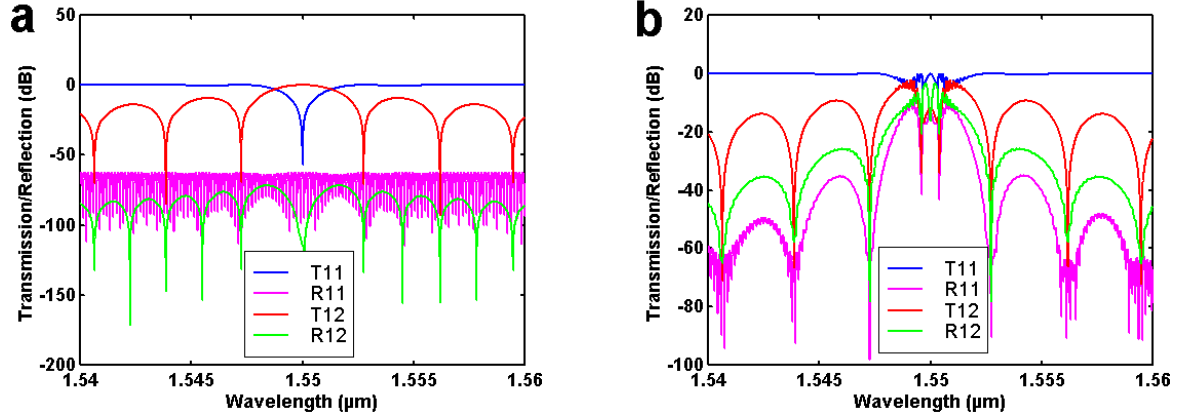 a
50
0
-50
-100
-150
-200
Transmission/Reflection (dB)
T11
R11
T12
R12
1.54
1.545
1.55
1.555
1.56
Wavelength (µm)
b
20
0
-20
-40
-60
-80
-100
Transmission/Reflection (dB)
T11
R11
T12
R12
1.54
1.545
1.55
1.555
1.56
Wavelength (µm)